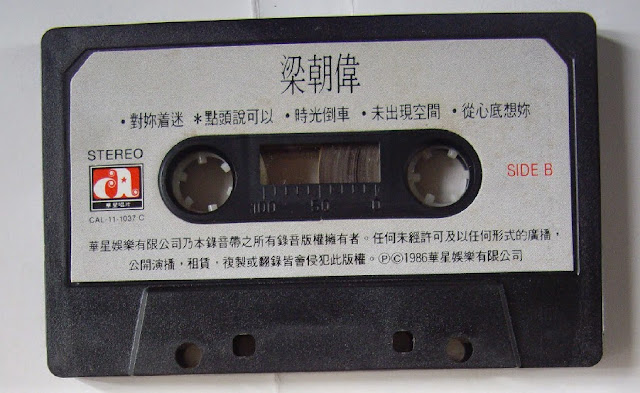 梁朝偉
•對妳着迷 *點頭說可以 •時光倒車 •未出現空間 •從心底想妳
STEREO
華星唱片
CAL-11-1037 C
100 50 0
SIDE B
華星娛樂有限公司乃本錄音帶之所有錄音版權擁有者。任何未經許可及以任何形式的廣播，
公開演播，租賃，複製或翻錄皆會侵犯此版權。ⓅⒸ1986華星娛樂有限公司